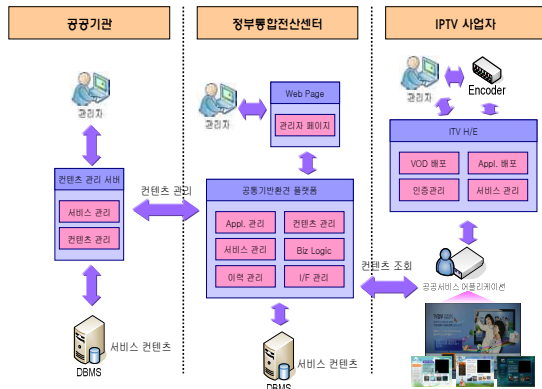 공공기관
정부통합전산센터
IPTV 사업자
관리자
컨텐츠 관리 서버
서비스 관리
컨텐츠 관리
서비스 컨텐츠
DBMS
컨텐츠 관리
관리자
Web Page
관리자 페이지
공통기반환경 플랫폼
Appl. 관리
컨텐츠 관리
서비스 관리
Biz Logic
이력 관리
I/F 관리
서비스 컨텐츠
DBMS
컨텐츠 조회
관리자
Encoder
ITV H/E
VOD 배포
Appl. 배포
인증관리
서비스 관리
공공서비스 어플리케이션